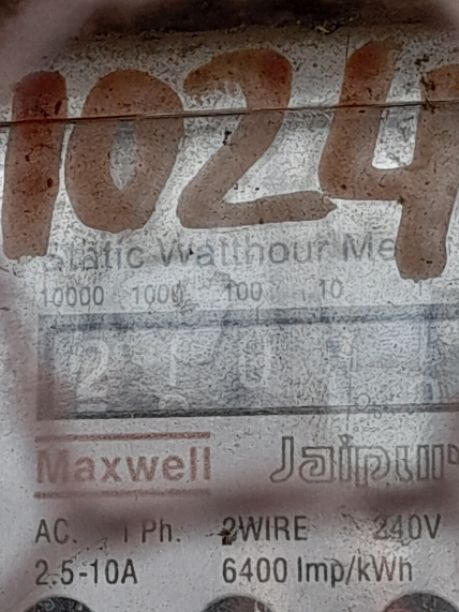 1024
Static Watthour Me
10000 1000 100 10
2 1 0
Maxwell Jaipur
AC. 1 Ph. 2WIRE 240V
2.5-10A 6400 Imp/kWh